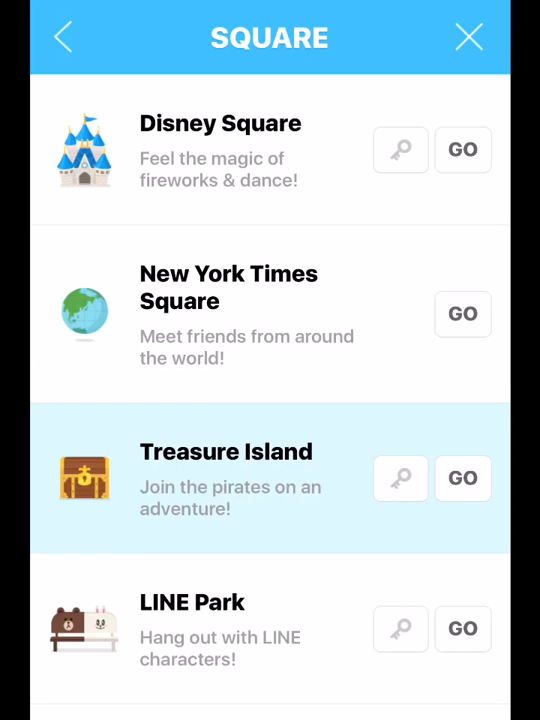 SQUARE
Disney Square
Feel the magic of
fireworks & dance!
GO
New York Times
Square
Meet friends from around
the world!
GO
Treasure Island
Join the pirates on an
adventure!
GO
LINE Park
Hang out with LINE
characters!
GO